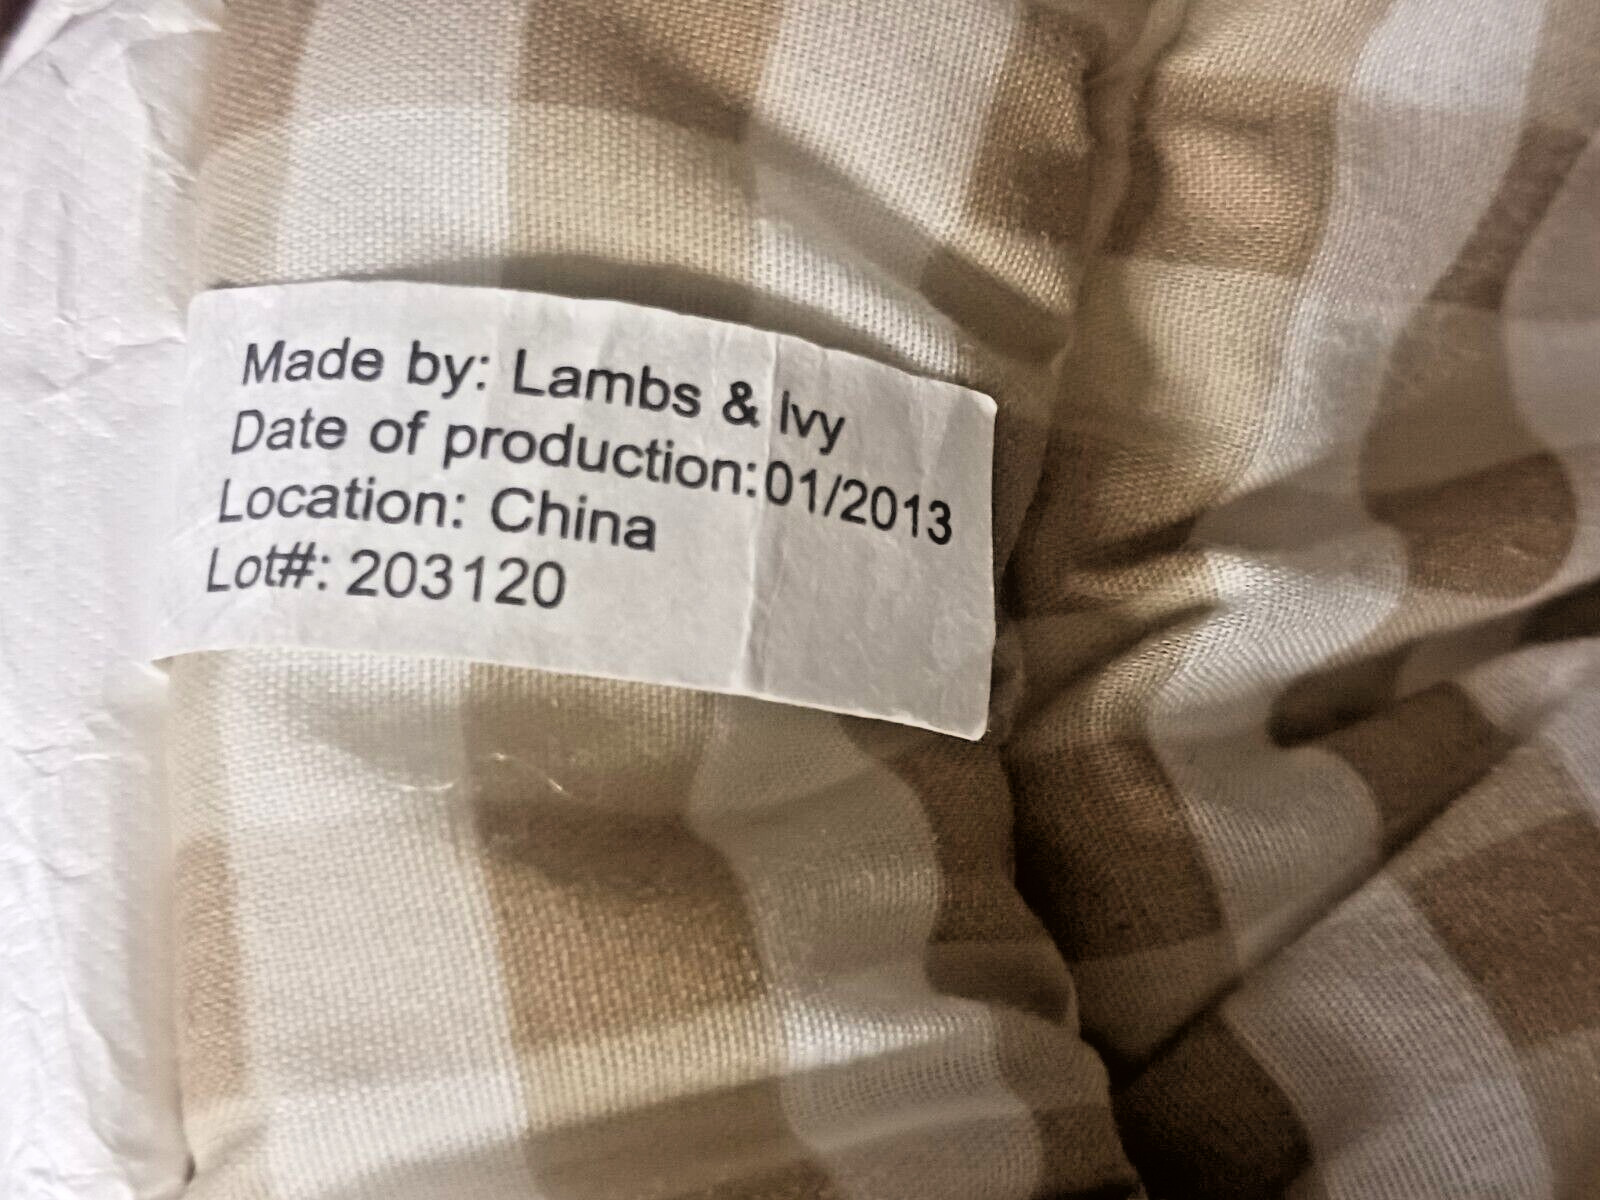 Made by: Lambs & Ivy
Date of production:01/2013
Location: China
Lot#: 203120